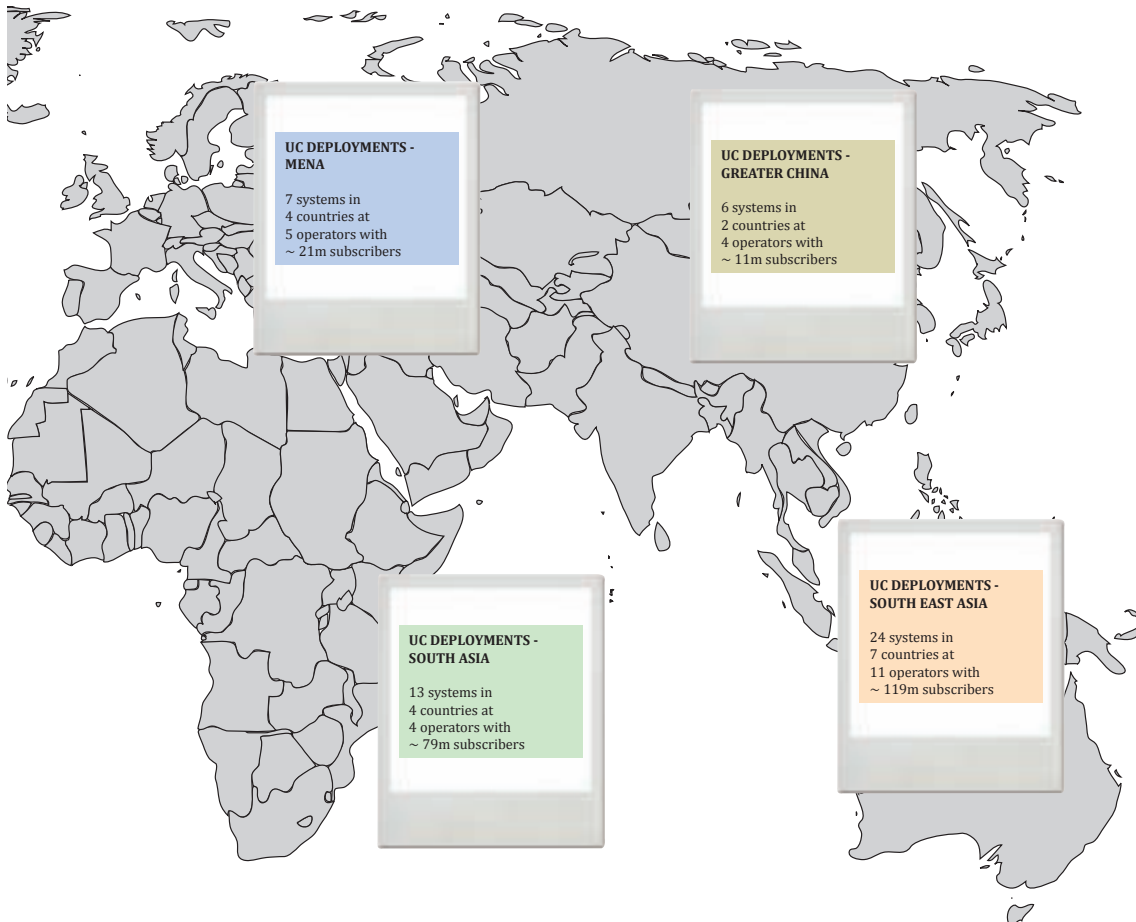 UC DEPLOYMENTS -
MENA
7 systems in
4 countries at
5 operators with
~ 21m subscribers
UC DEPLOYMENTS -
GREATER CHINA
6 systems in
2 countries at
4 operators with
~ 11m subscribers
UC DEPLOYMENTS -
SOUTH ASIA
13 systems in
4 countries at
4 operators with
~ 79m subscribers
UC DEPLOYMENTS -
SOUTH EAST ASIA
24 systems in
7 countries at
11 operators with
~ 119m subscribers